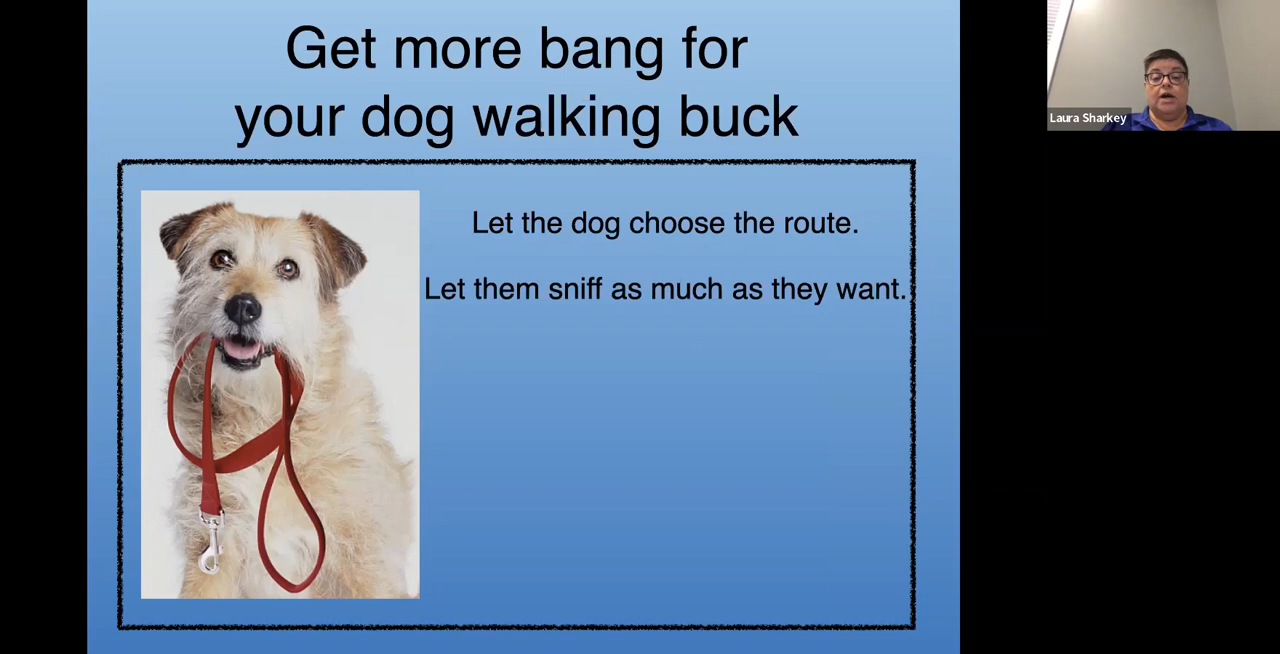 Get more bang for
your dog walking buck
Let the dog choose the route.
Let them sniff as much as they want.
Laura Sharkey